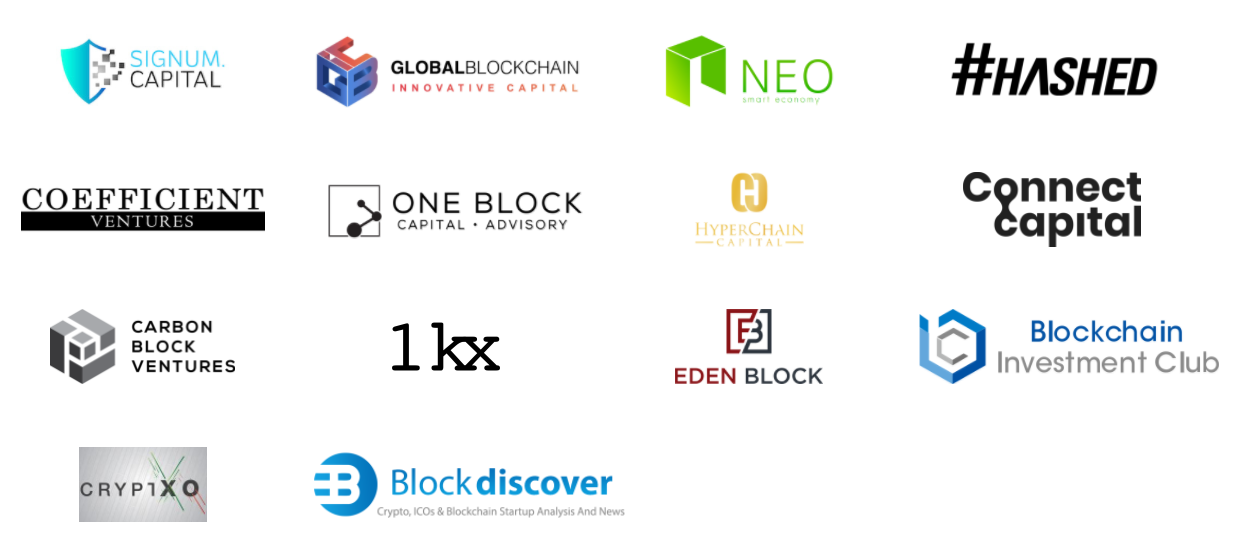 SIGNUM.
CAPITAL
GLOBALBLOCKCHAIN
INNOVATIVE CAPITAL
NEO
smart economy
#HASHED
COEFFICIENT
VENTURES
ONE BLOCK
CAPITAL • ADVISORY
HYPERCHAIN
CAPITAL
Connect
capital
CARBON
BLOCK
VENTURES
1kx
EDEN BLOCK
Blockchain
Investment Club
CRYP1XO
Blockdiscover
Crypto, ICOs & Blockchain Startup Analysis And News